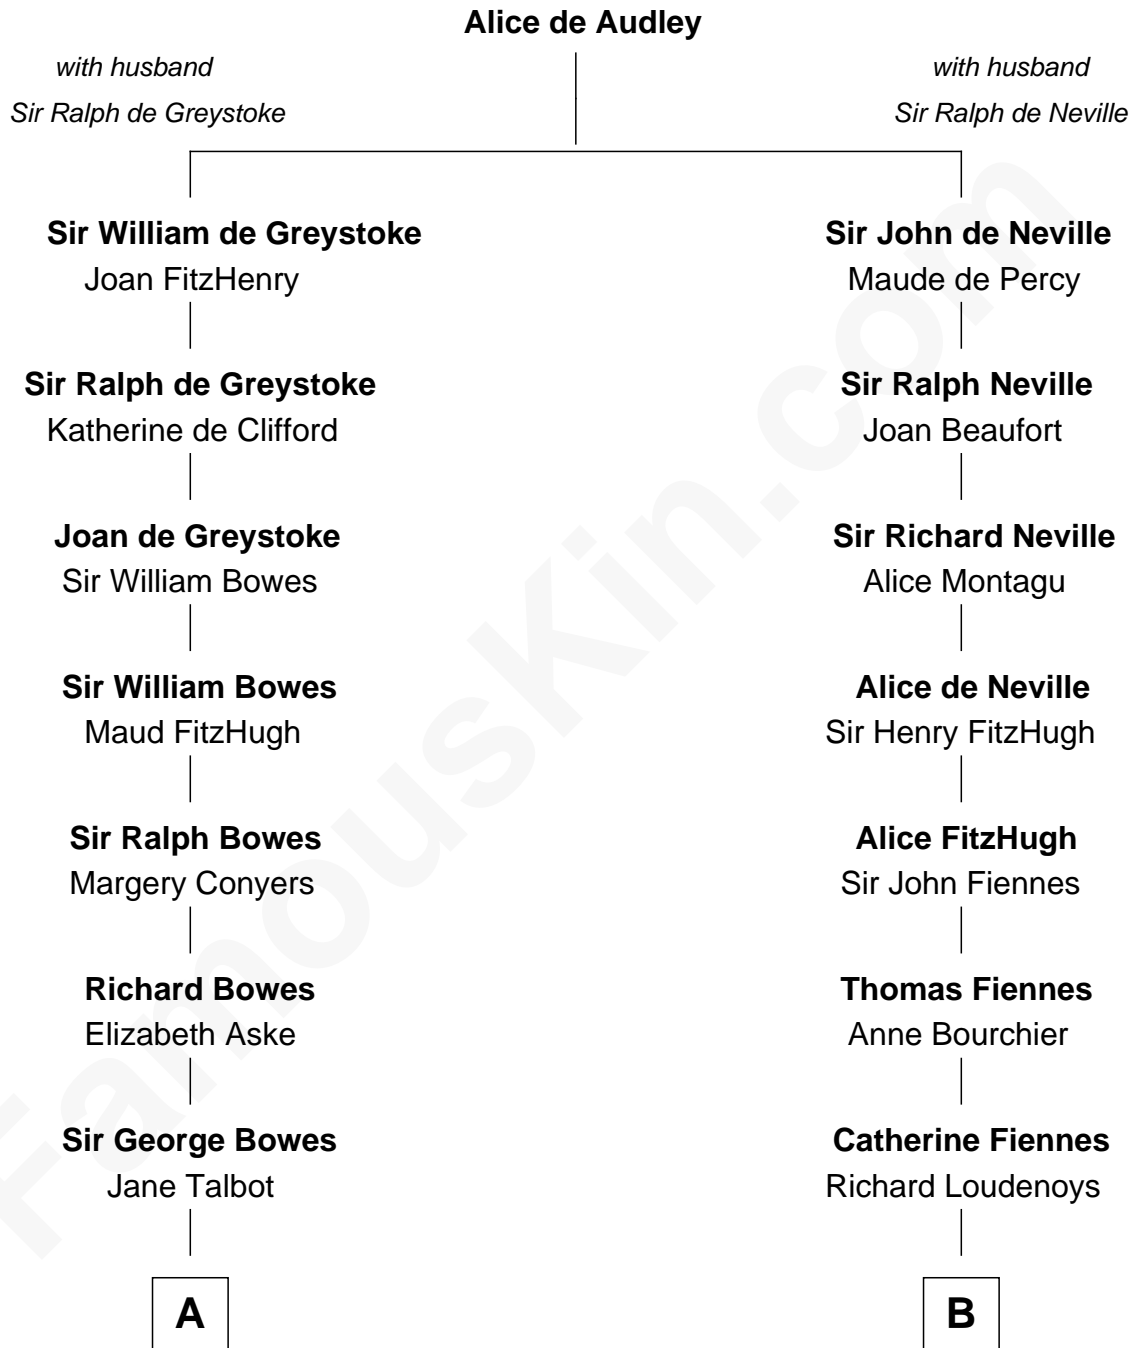 Alice de Audley
with husband
Sir Ralph de Greystoke
with husband
Sir Ralph de Neville
Sir William de Greystoke
Joan FitzHenry
Sir Ralph de Greystoke
Katherine de Clifford
Joan de Greystoke
Sir William Bowes
Sir William Bowes
Maud FitzHugh
Sir Ralph Bowes
Margery Conyers
Richard Bowes
Elizabeth Aske
Sir George Bowes
Jane Talbot
A
Sir John de Neville
Maude de Percy
Sir Ralph Neville
Joan Beaufort
Sir Richard Neville
Alice Montagu
Alice de Neville
Sir Henry FitzHugh
Alice FitzHugh
Sir John Fiennes
Thomas Fiennes
Anne Bourchier
Catherine Fiennes
Richard Loudenoys
B
FamousKin.com